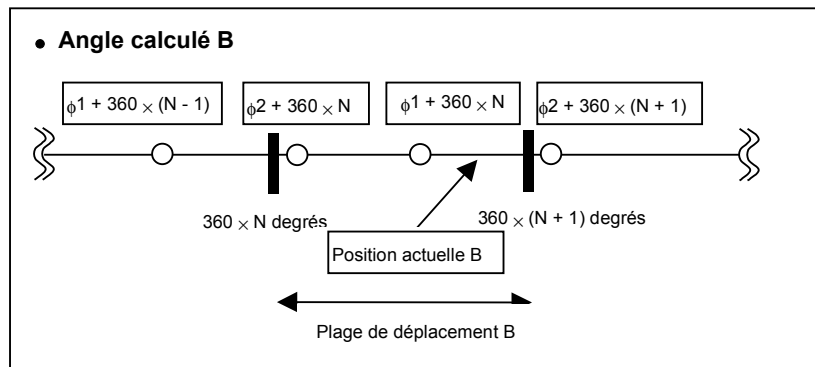 • Angle calculé B
ϕ1 + 360 × (N - 1)
ϕ2 + 360 × N
ϕ1 + 360 × N
ϕ2 + 360 × (N + 1)
360 × N degrés
360 × (N + 1) degrés
Position actuelle B
Plage de déplacement B